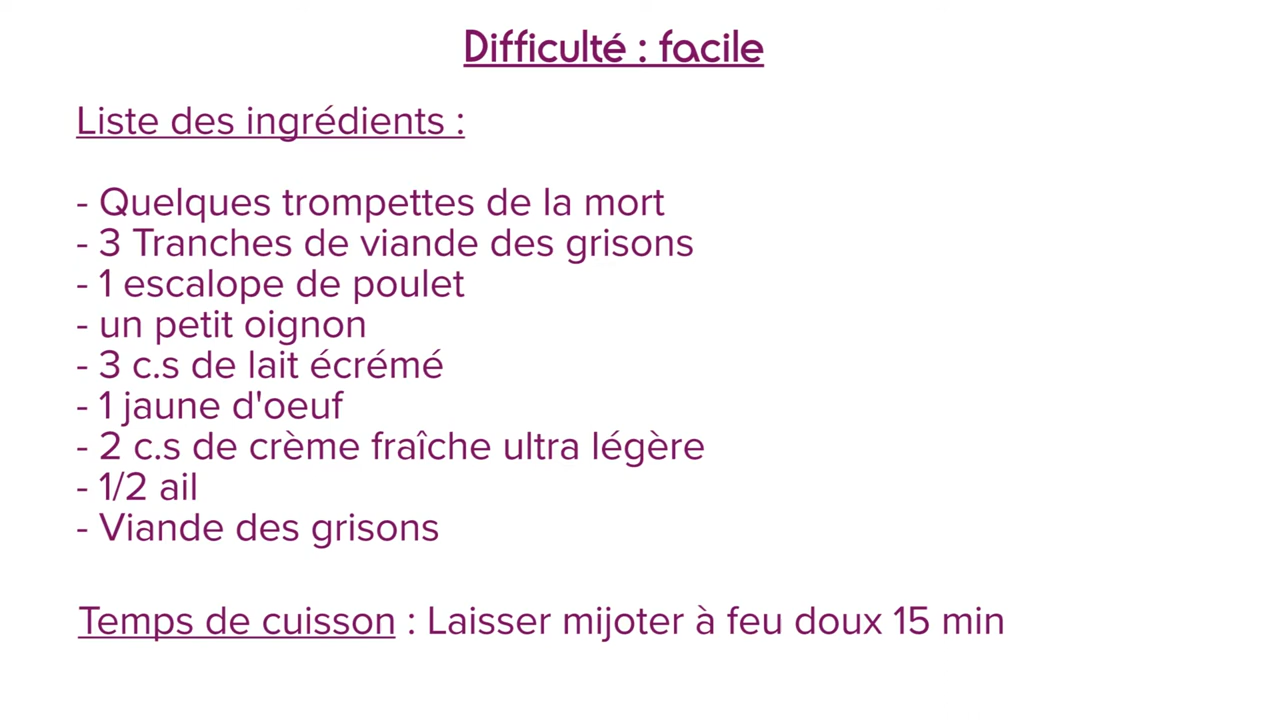 Difficulté : facile
Liste des ingrédients :
- Quelques trompettes de la mort
- 3 Tranches de viande des grisons
- 1 escalope de poulet
- un petit oignon
- 3 c.s de lait écrémé
- 1 jaune d'oeuf
- 2 c.s de crème fraîche ultra légère
- 1/2 ail
- Viande des grisons
Temps de cuisson : Laisser mijoter à feu doux 15 min